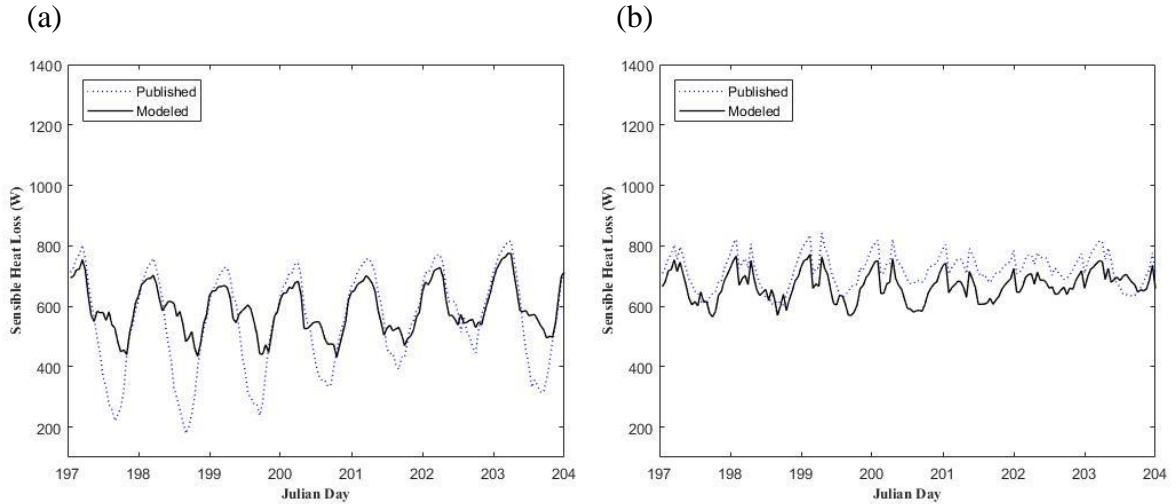 (a)
1400
1200
1000
800
600
400
200
197 198 199 200 201 202 203 204
Sensible Heat Loss (W)
Julian Day
Published
Modeled
(b)
1400
1200
1000
800
600
400
200
197 198 199 200 201 202 203 204
Sensible Heat Loss (W)
Julian Day
Published
Modeled